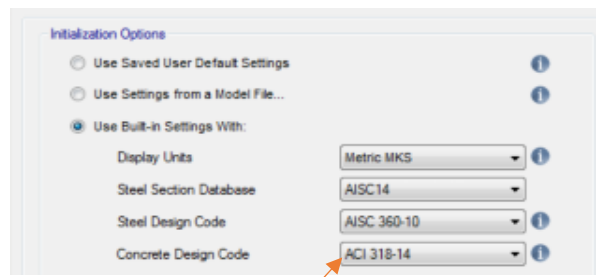 Initialization Options
Use Saved User Default Settings
Use Settings from a Model File...
Use Built-in Settings With:
Display Units Metric MKS
Steel Section Database AISC14
Steel Design Code AISC 360-10
Concrete Design Code ACI 318-14